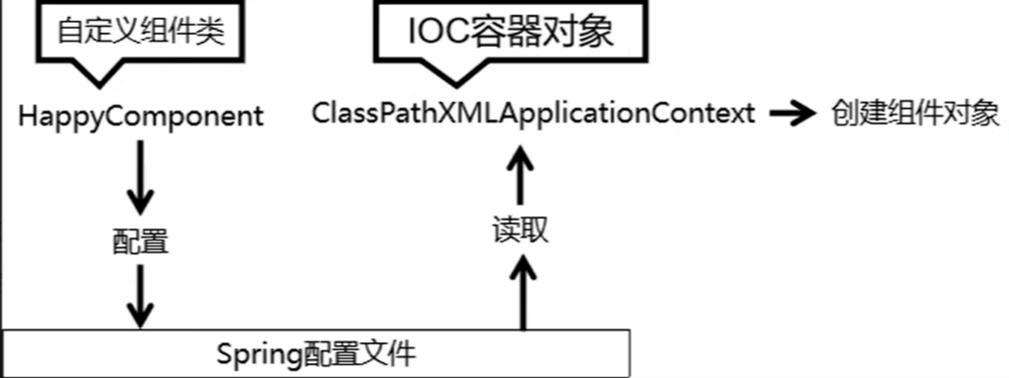 自定义组件类
IOC容器对象
HappyComponent
ClassPathXMLApplicationContext
创建组件对象
配置
读取
Spring配置文件